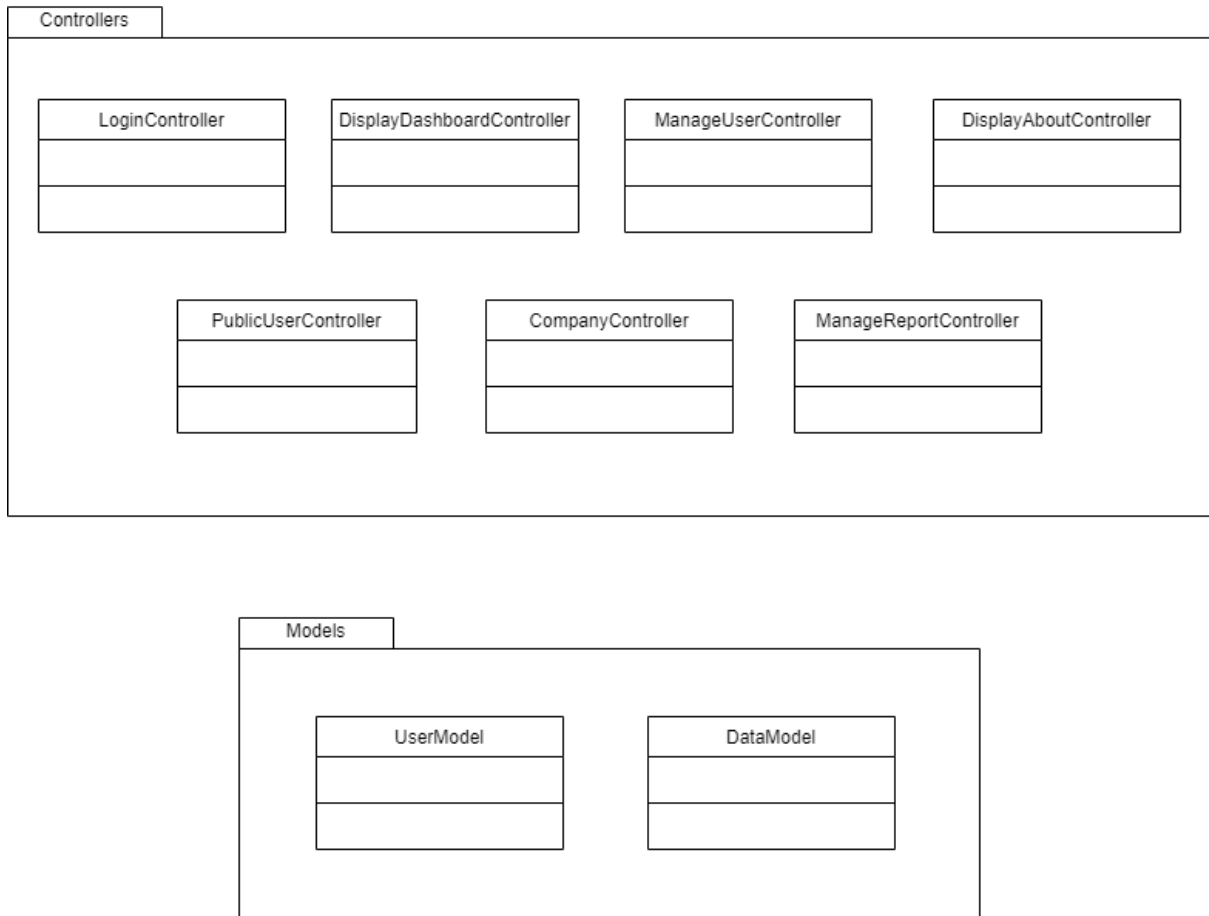 Controllers
LoginController
DisplayDashboardController
ManageUserController
DisplayAboutController
PublicUserController
CompanyController
ManageReportController
Models
UserModel
DataModel